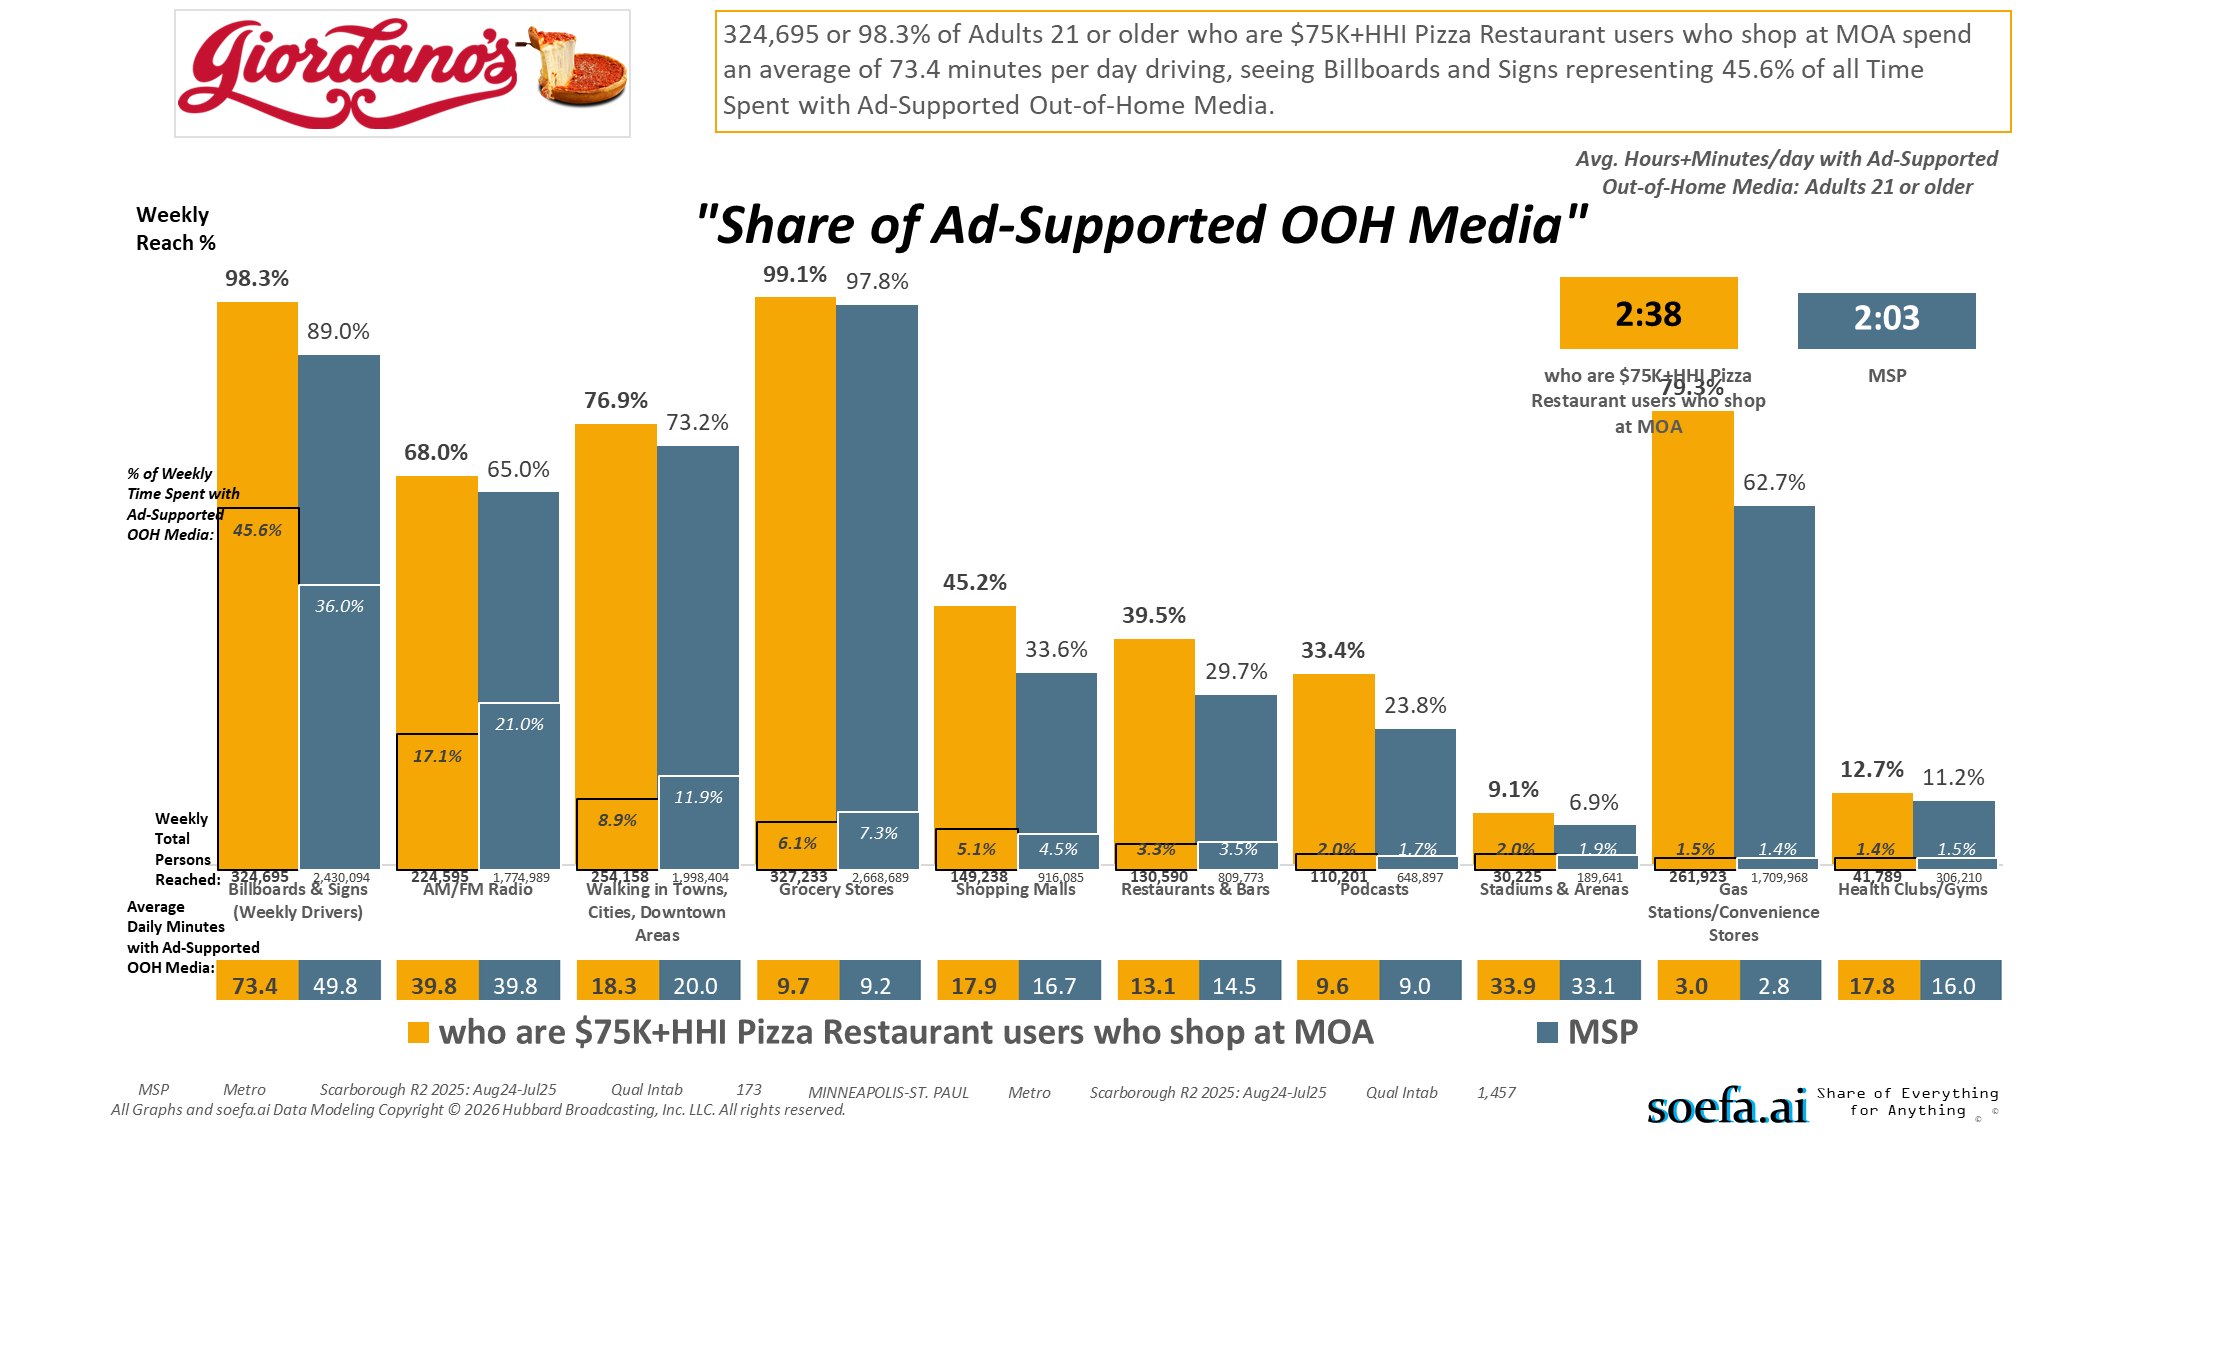 Giordano's
324,695 or 98.3% of Adults 21 or older who are $75K+HHI Pizza Restaurant users who shop at MOA spend
an average of 73.4 minutes per day driving, seeing Billboards and Signs representing 45.6% of all Time
Spent with Ad-Supported Out-of-Home Media.
Avg. Hours+Minutes/day with Ad-Supported
Out-of-Home Media: Adults 21 or older
"Share of Ad-Supported OOH Media"
Weekly
Reach %
98.3% 89.0% 68.0% 65.0% 76.9% 73.2% 99.1% 97.8% 45.2% 33.6% 39.5% 29.7% 33.4% 23.8% 9.1% 6.9% 79.3% 62.7% 12.7% 11.2%
2:38 2:03
who are $75K+HHI Pizza
Restaurant users who shop
at MOA
MSP
% of Weekly
Time Spent with
Ad-Supported
OOH Media:
45.6% 36.0% 17.1% 21.0% 8.9% 11.9% 6.1% 7.3% 5.1% 4.5% 3.3% 3.5% 2.0% 1.7% 2.0% 1.9% 1.5% 1.4% 1.4% 1.5%
Weekly
Total
Persons
Reached:
324,695 2,430,094 224,595 1,774,989 254,158 1,998,404 327,233 2,668,689 149,238 916,085 130,590 809,773 110,201 648,897 30,225 189,641 261,923 1,709,968 41,789 306,210
Billboards & Signs
(Weekly Drivers)
AM/FM Radio
Walking in Towns,
Cities, Downtown
Areas
Grocery Stores
Shopping Malls
Restaurants & Bars
Podcasts
Stadiums & Arenas
Gas
Stations/Convenience
Stores
Health Clubs/Gyms
Average
Daily Minutes
with Ad-Supported
OOH Media:
73.4 49.8 39.8 39.8 18.3 20.0 9.7 9.2 17.9 16.7 13.1 14.5 9.6 9.0 33.9 33.1 3.0 2.8 17.8 16.0
who are $75K+HHI Pizza Restaurant users who shop at MOA MSP
MSP Metro Scarborough R2 2025: Aug24-Jul25 Qual Intab 173 MINNEAPOLIS-ST. PAUL Metro Scarborough R2 2025: Aug24-Jul25 Qual Intab 1,457
All Graphs and soefa.ai Data Modeling Copyright © 2026 Hubbard Broadcasting, Inc. LLC. All rights reserved.
soefa.ai
Share of Everything
for Anything © ©